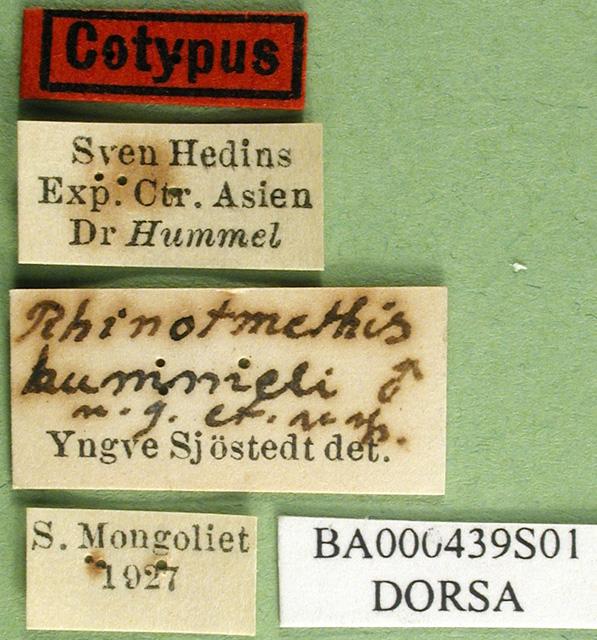 Cotypus
Sven Hedins
Exp. Ctr. Asien
Dr Hummel
Rhinotmethis
hummeli ♂
n. g. et. n. sp.
Yngve Sjöstedt det.
S. Mongoliet
1927
BA000439S01
DORSA